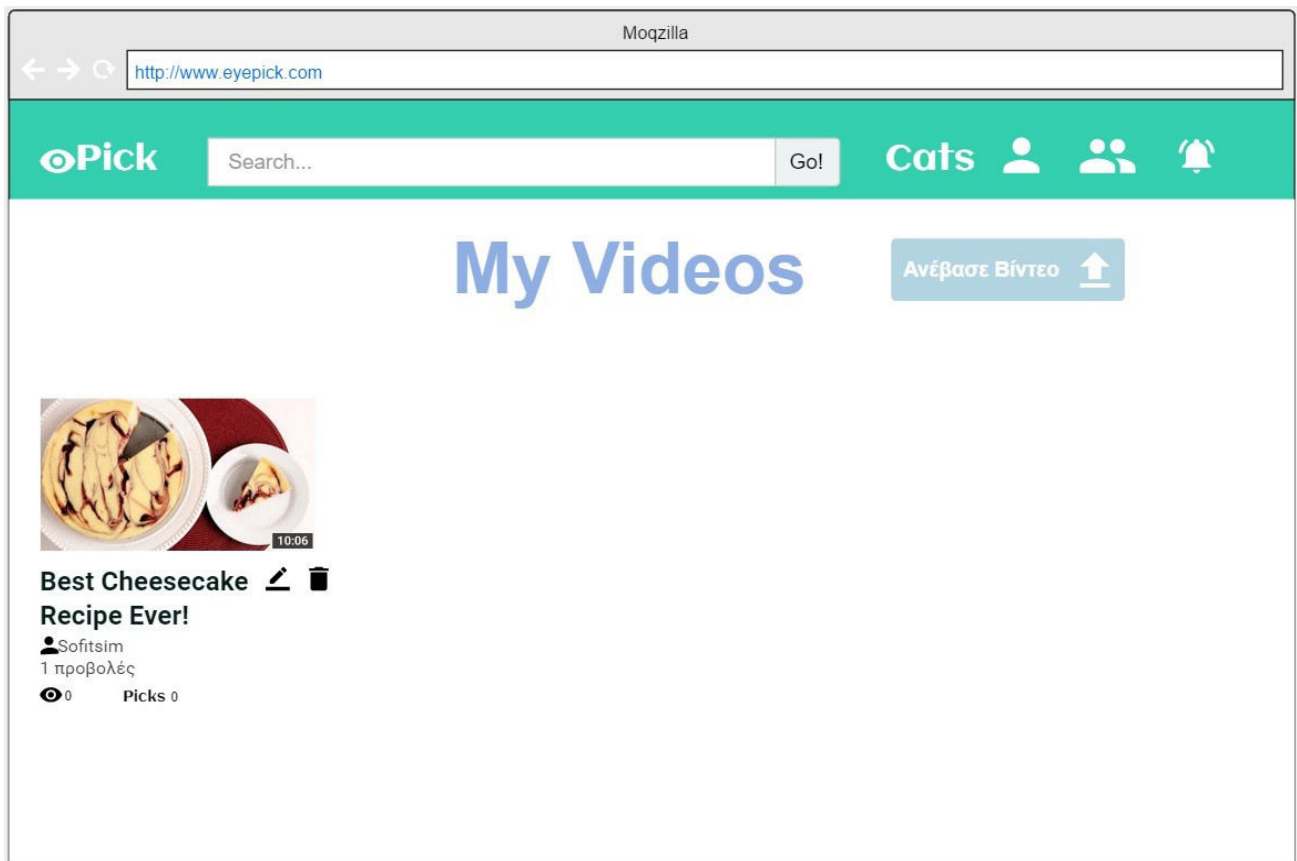 Moqzilla
http://www.eyepick.com
Pick
Search...
Go!
Cats
My Videos
Ανέβασε Βίντεο
10:06
Best Cheesecake
Recipe Ever!
Sofitsim
1 προβολές
0
Picks 0